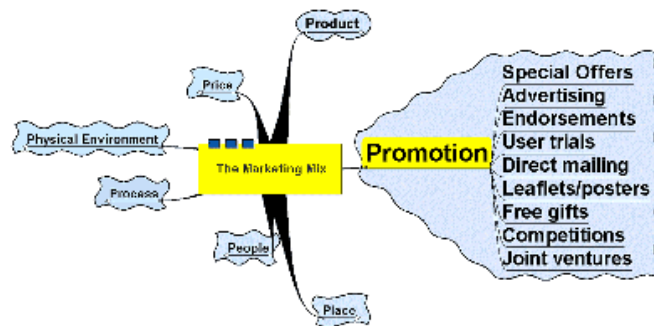 Product
Price
Physical Environment
The Marketing Mix
Process
People
Place
Promotion
Special Offers
Advertising
Endorsements
User trials
Direct mailing
Leaflets/posters
Free gifts
Competitions
Joint ventures